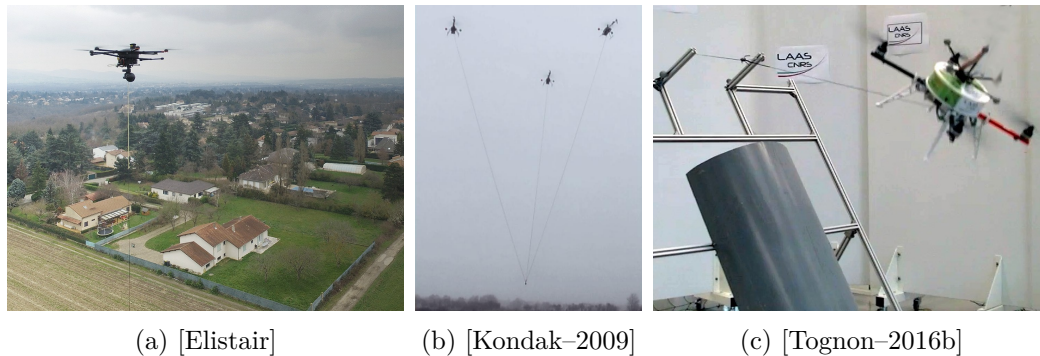 LAAS
CNRS
LAAS
CNRS
(a) [Elistair]
(b) [Kondak–2009]
(c) [Tognon–2016b]